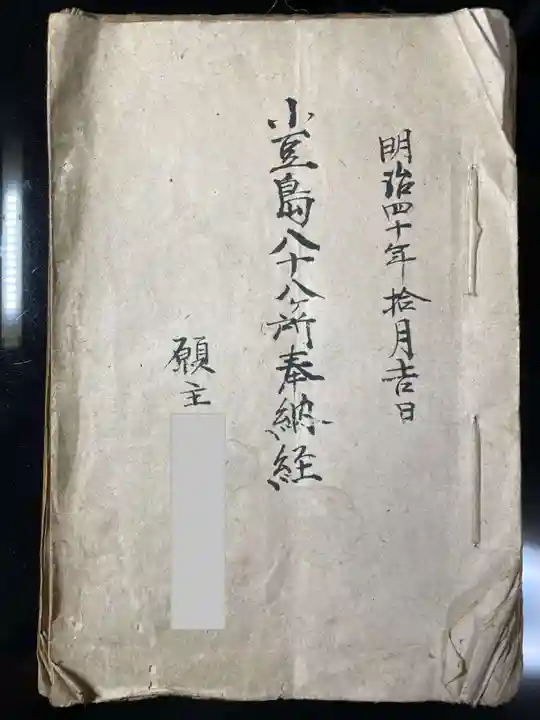 明治四十年拾月吉日
小豆島八十八ヶ所奉納経
願主